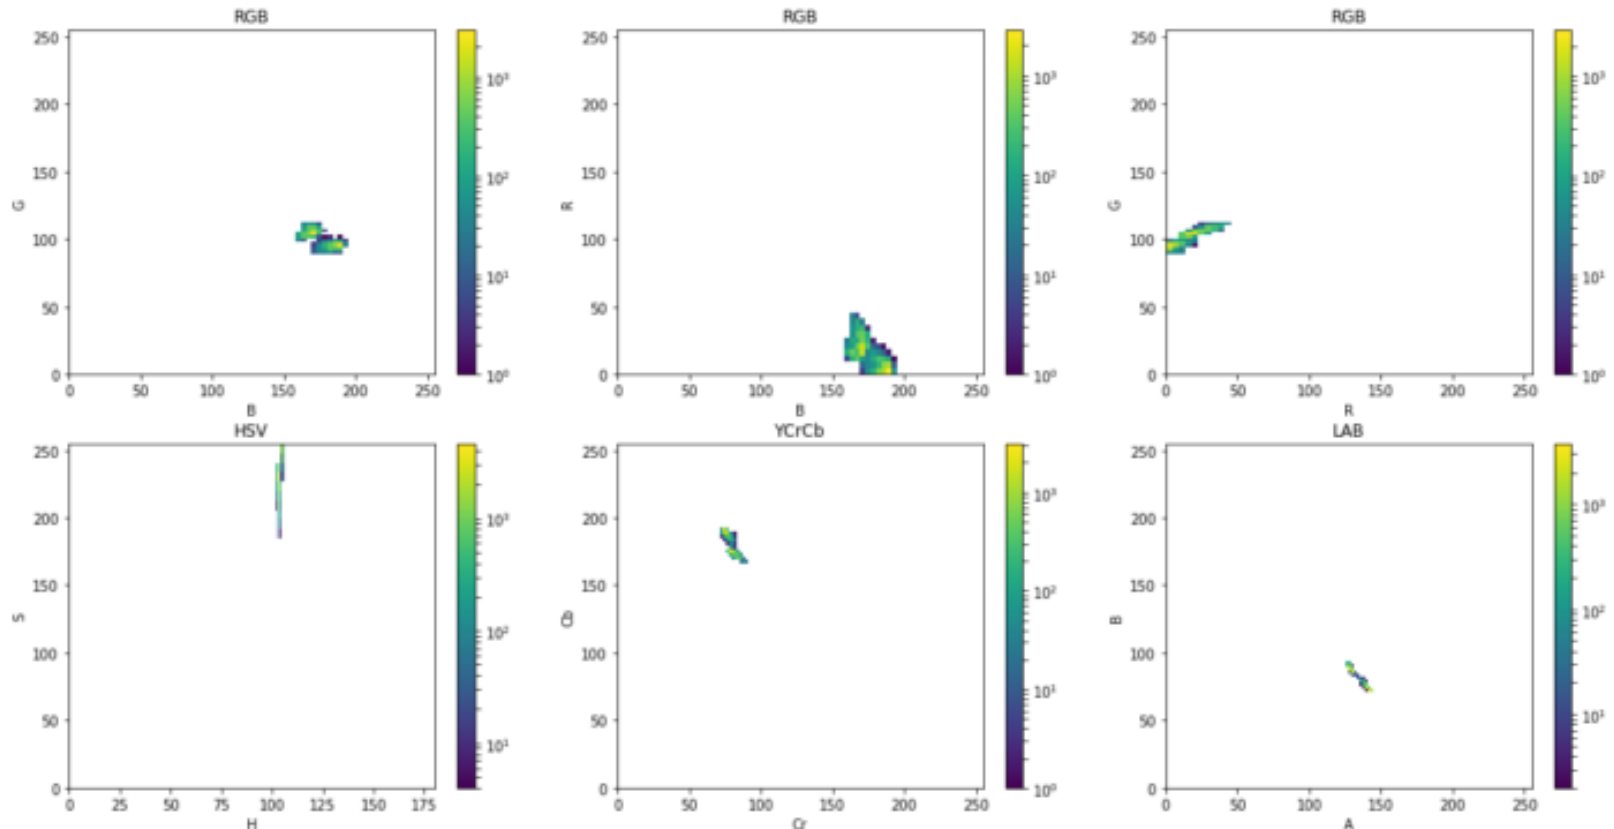 RGB RGB RGB
250 250 250
10³ 10³ 10³
200 200 200
150 150 150
10² 10² 10²
G R G
100 100 100
10¹ 10¹ 10¹
50 50 50
0 10⁰ 0 10⁰ 0 10⁰
0 50 100 150 200 250 0 50 100 150 200 250 0 50 100 150 200 250
B B R
HSV YCrCb LAB
250 250 250
200 10³ 200 10³ 200 10³
150 150 150
S 10² Cb 10² B 10²
100 100 100
50 10¹ 50 10¹ 50 10¹
0 0 10⁰ 0
0 25 50 75 100 125 150 175 0 50 100 150 200 250 0 50 100 150 200 250
H Cr A